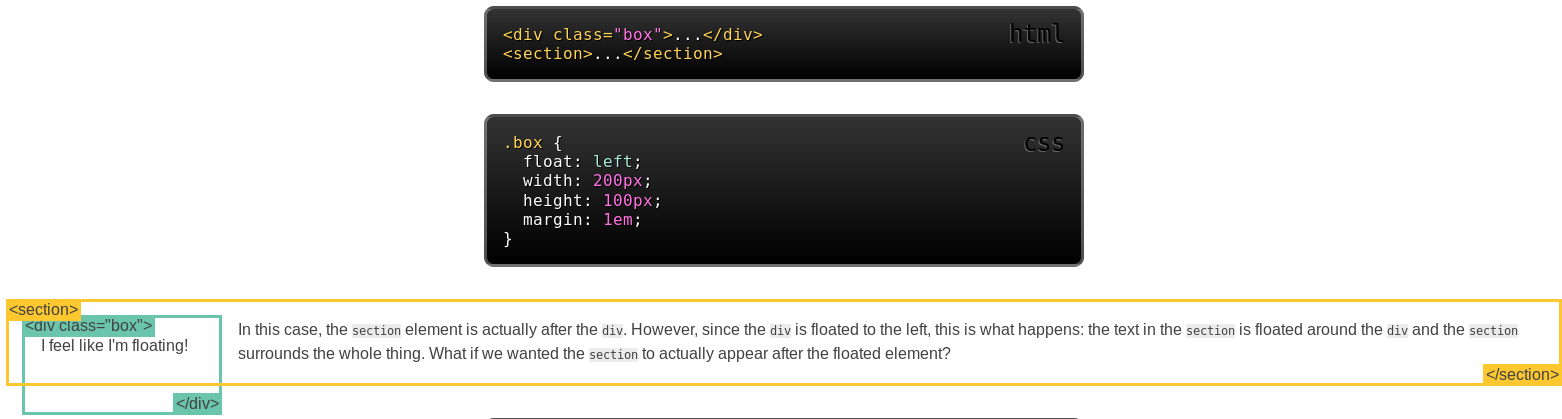 html
<div class="box">...</div>
<section>...</section>
css
.box {
  float: left;
  width: 200px;
  height: 100px;
  margin: 1em;
}
<section>
<div class="box">
I feel like I'm floating!
</div>
In this case, the section element is actually after the div. However, since the div is floated to the left, this is what happens: the text in the section is floated around the div and the section
surrounds the whole thing. What if we wanted the section to actually appear after the floated element?
</section>